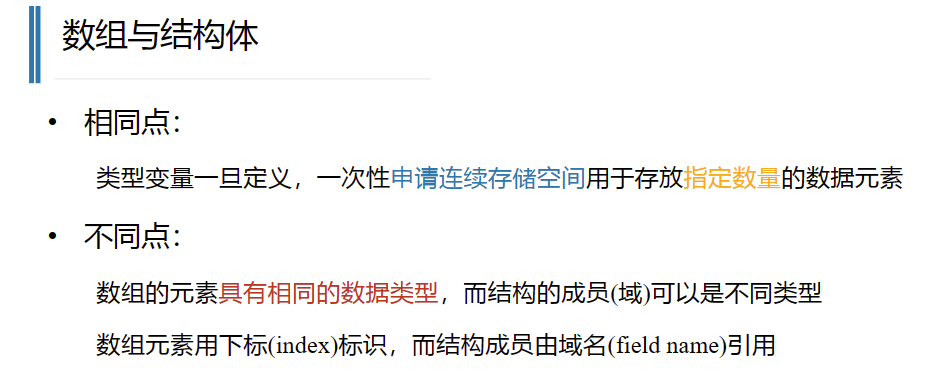 数组与结构体
• 相同点：
类型变量一旦定义，一次性申请连续存储空间用于存放指定数量的数据元素
• 不同点：
数组的元素具有相同的数据类型，而结构的成员(域)可以是不同类型
数组元素用下标(index)标识，而结构成员由域名(field name)引用